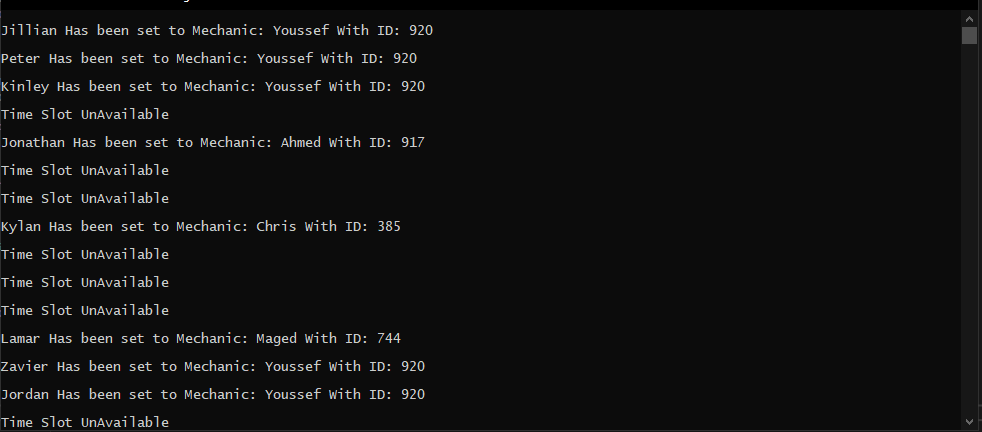 Jillian Has been set to Mechanic: Youssef With ID: 920
Peter Has been set to Mechanic: Youssef With ID: 920
Kinley Has been set to Mechanic: Youssef With ID: 920
Time Slot UnAvailable
Jonathan Has been set to Mechanic: Ahmed With ID: 917
Time Slot UnAvailable
Time Slot UnAvailable
Kylan Has been set to Mechanic: Chris With ID: 385
Time Slot UnAvailable
Time Slot UnAvailable
Time Slot UnAvailable
Lamar Has been set to Mechanic: Maged With ID: 744
Zavier Has been set to Mechanic: Youssef With ID: 920
Jordan Has been set to Mechanic: Youssef With ID: 920
Time Slot UnAvailable